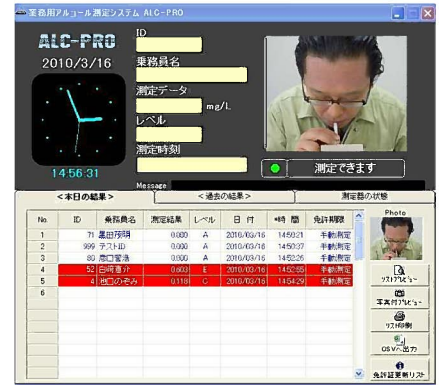 業務用アルコール測定システム ALC-PRO
ALC-PRO
2010/3/16
14:56:31
ID
乗務員名
測定データ
mg/L
レベル
測定時刻
測定できます
Message
<本日の結果>
<過去の結果>
測定器の状態
No. ID 乗務員名 測定結果 レベル 日付 時間 免許期限
1 71 0.000 A 2010/03/16 14:50:21 手動測定
2 999 テストID 0.000 A 2010/03/16 14:50:37 手動測定
3 80 0.000 A 2010/03/16 14:52:26 手動測定
4 52 0.603 E 2010/03/16 14:52:55 手動測定
5 4 池口のぞみ 0.118 C 2010/03/16 14:54:29 手動測定
6
Photo
リストプレビュー
写真付プレビュー
リスト印刷
CSVへ出力
免許証更新リスト